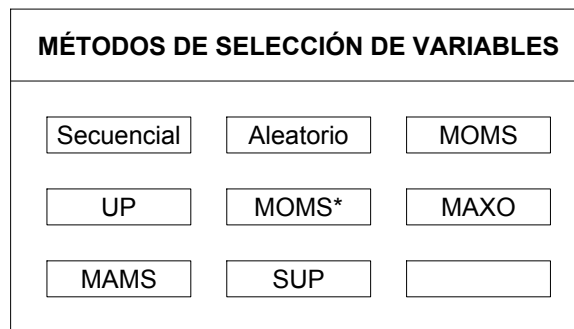 MÉTODOS DE SELECCIÓN DE VARIABLES
Secuencial Aleatorio MOMS
UP MOMS* MAXO
MAMS SUP